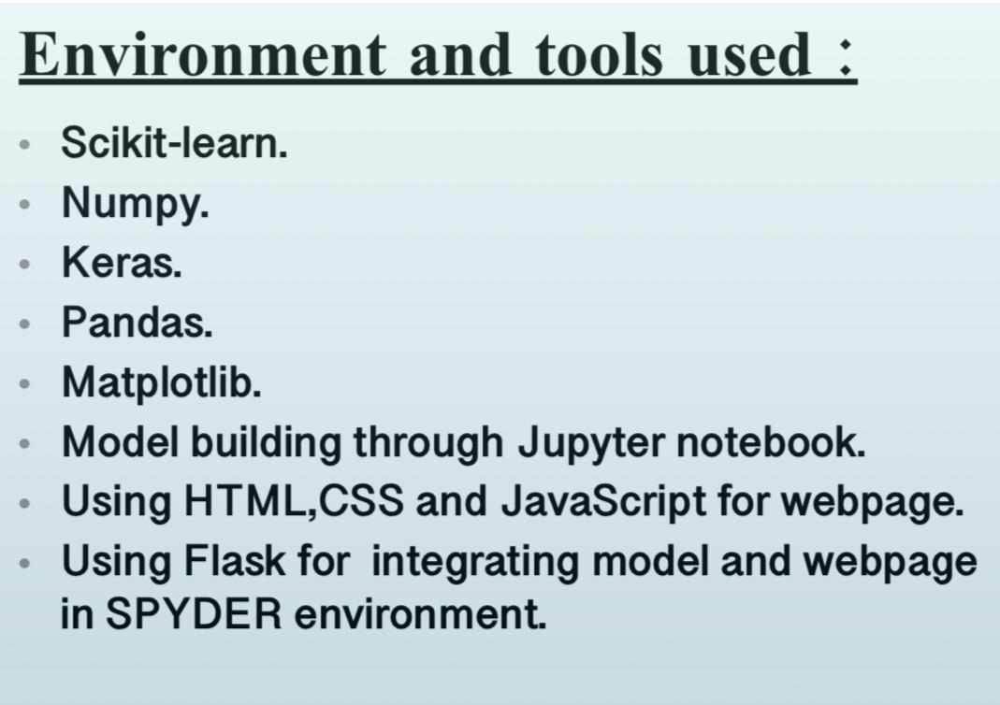 Environment and tools used :
• Scikit-learn.
• Numpy.
• Keras.
• Pandas.
• Matplotlib.
• Model building through Jupyter notebook.
• Using HTML,CSS and JavaScript for webpage.
• Using Flask for  integrating model and webpage
in SPYDER environment.